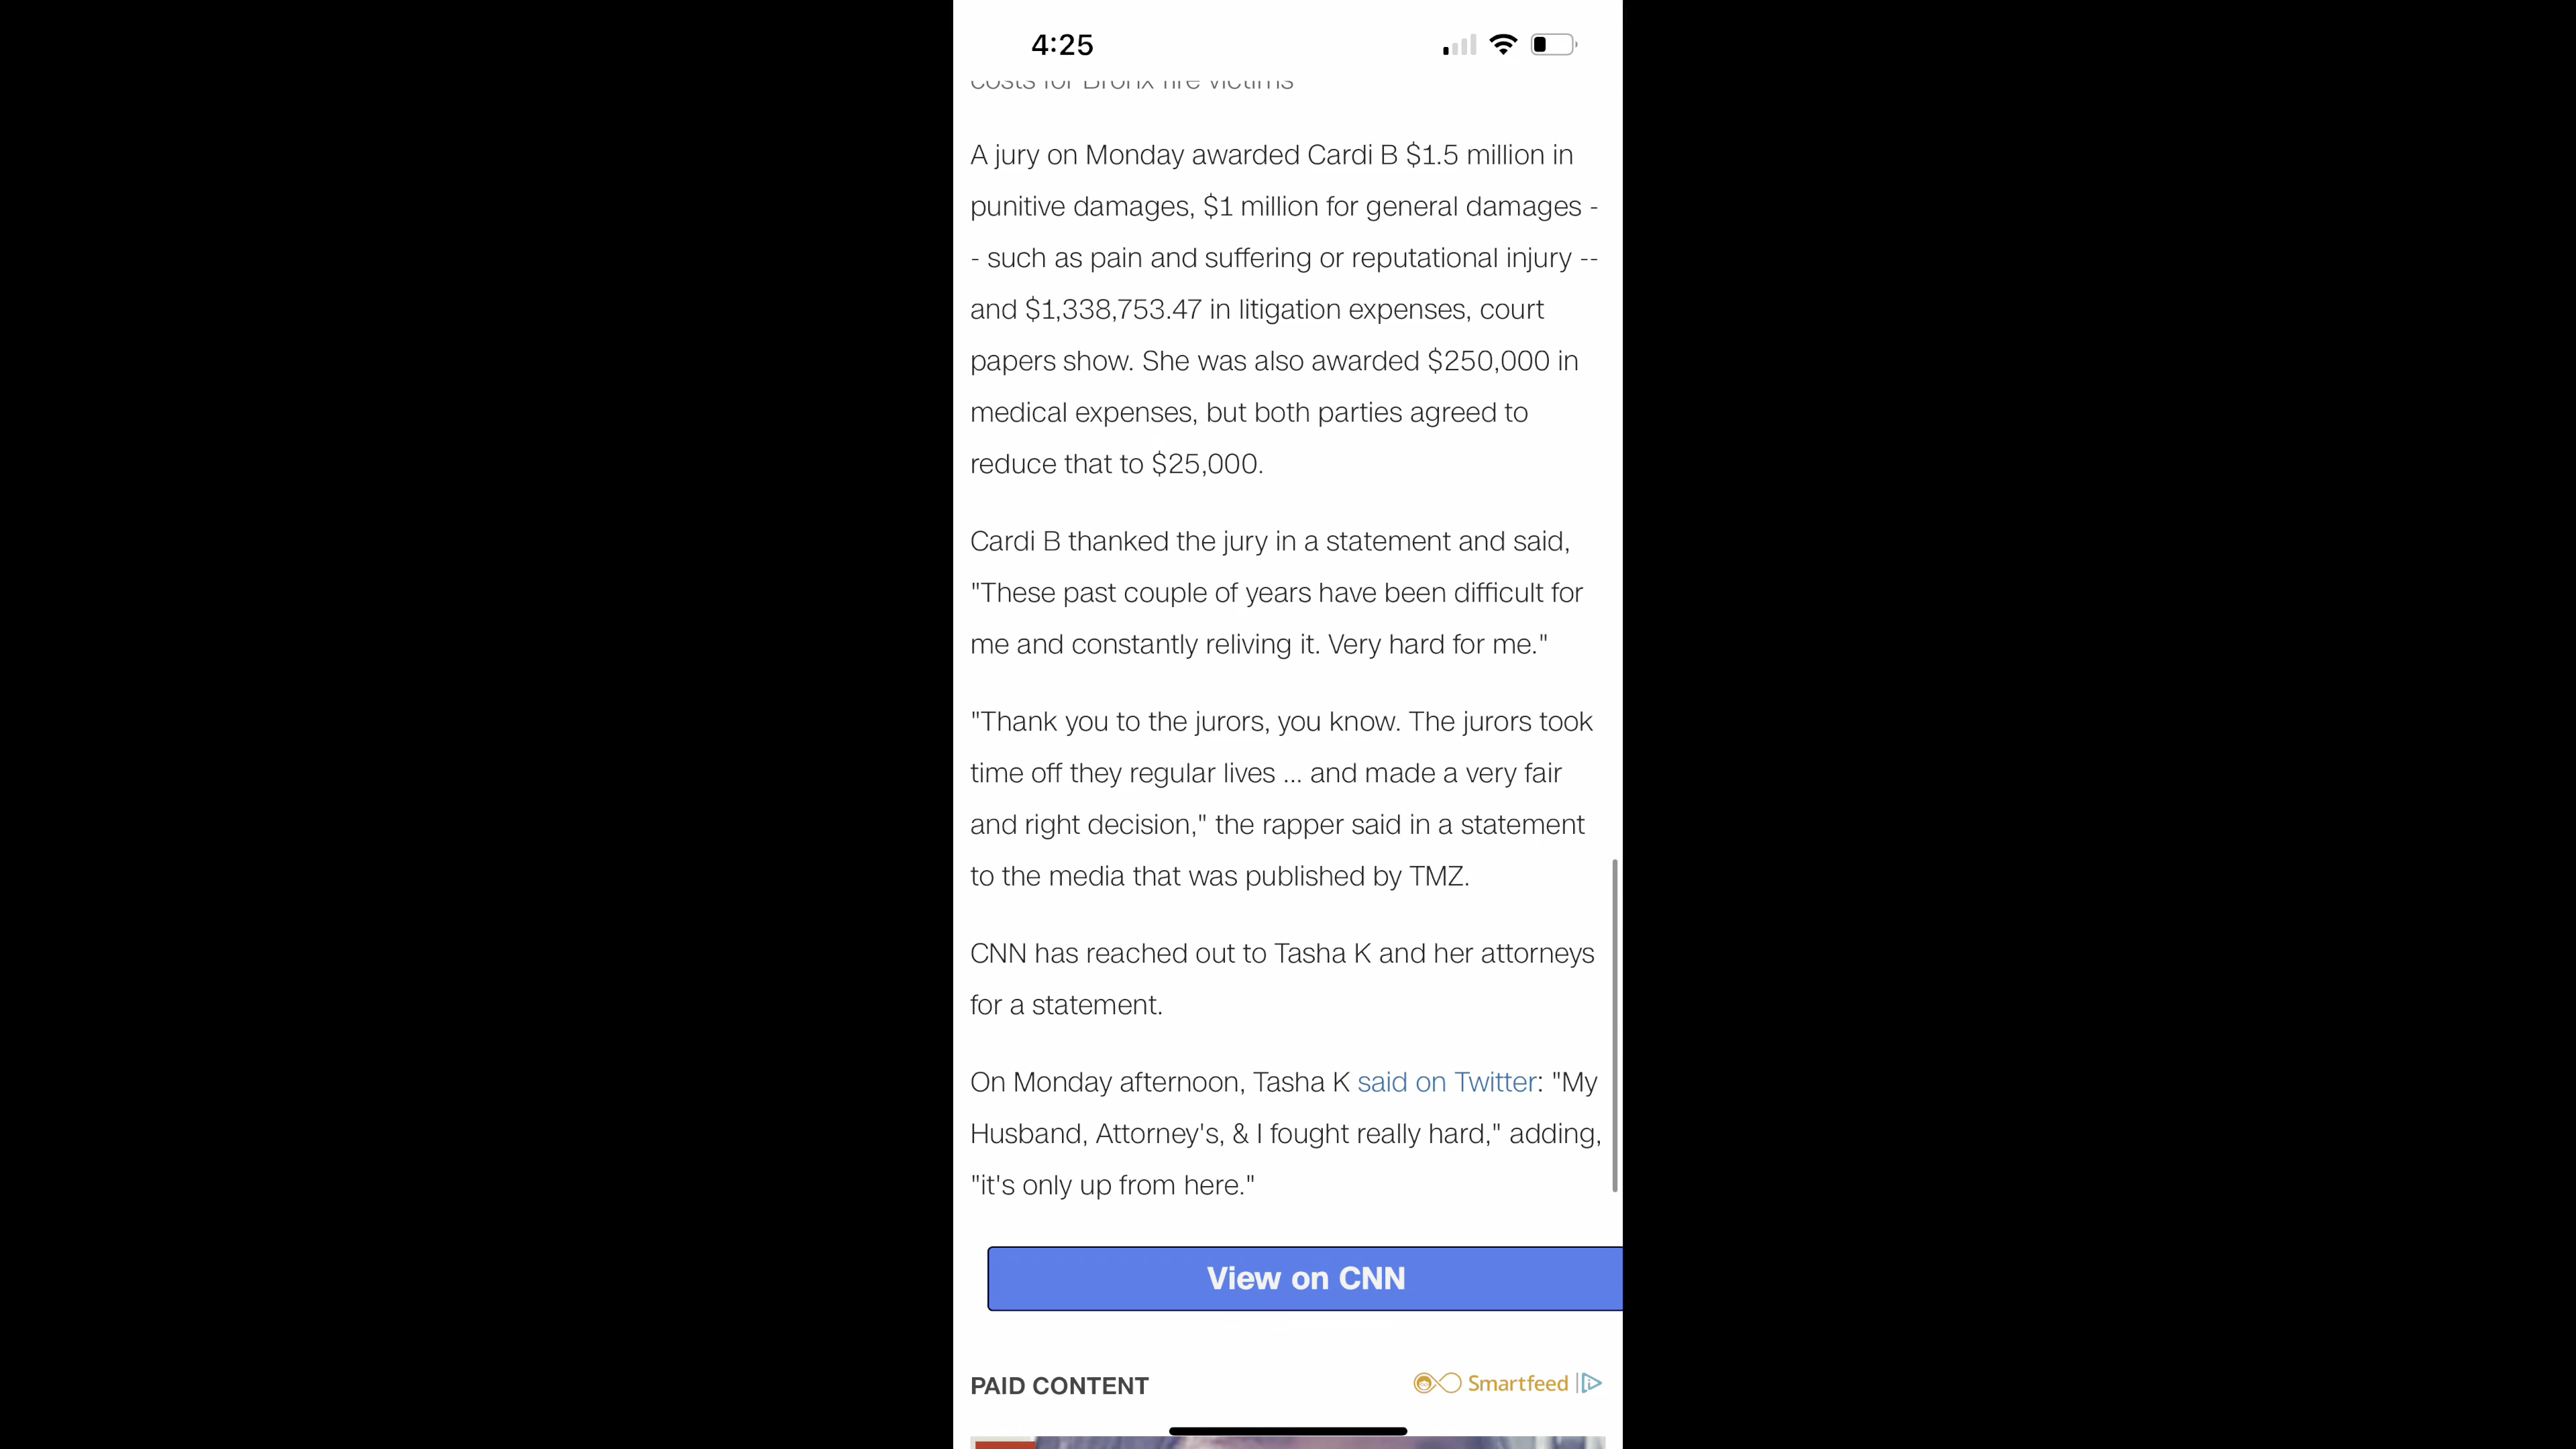 4:25
costs for Bronx fire victims
A jury on Monday awarded Cardi B $1.5 million in
punitive damages, $1 million for general damages -
- such as pain and suffering or reputational injury --
and $1,338,753.47 in litigation expenses, court
papers show. She was also awarded $250,000 in
medical expenses, but both parties agreed to
reduce that to $25,000.
Cardi B thanked the jury in a statement and said,
"These past couple of years have been difficult for
me and constantly reliving it. Very hard for me."
"Thank you to the jurors, you know. The jurors took
time off they regular lives ... and made a very fair
and right decision," the rapper said in a statement
to the media that was published by TMZ.
CNN has reached out to Tasha K and her attorneys
for a statement.
On Monday afternoon, Tasha K said on Twitter: "My
Husband, Attorney's, & I fought really hard," adding,
"it's only up from here."
View on CNN
PAID CONTENT
Smartfeed